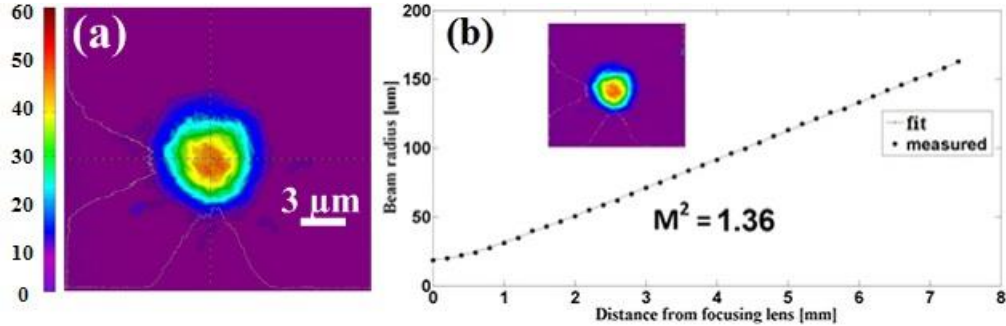 60
50
40
30
20
10
0
(a)
3 µm
(b)
200
150
100
50
0
Beam radius [um]
fit
measured
M² = 1.36
0 1 2 3 4 5 6 7 8
Distance from focusing lens [mm]